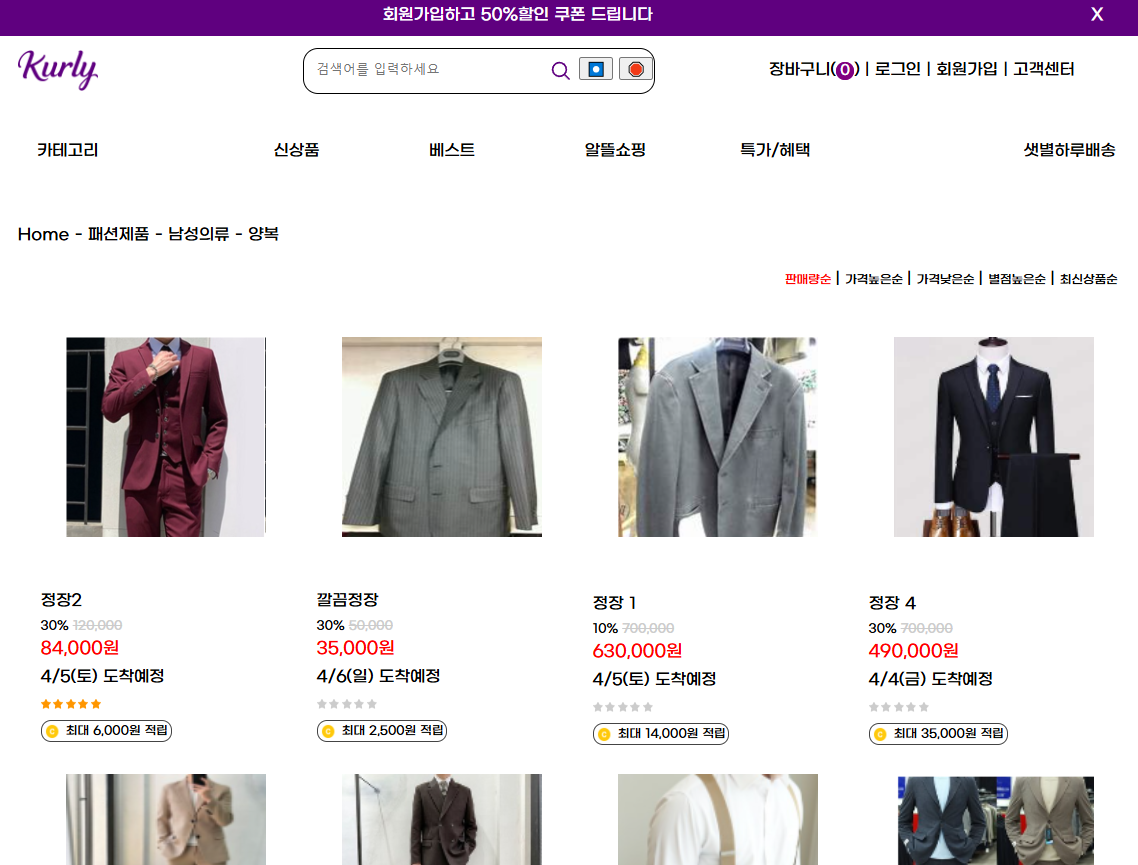 회원가입하고 50%할인 쿠폰 드립니다 X
Kurly 검색어를 입력하세요 장바구니(0) | 로그인 | 회원가입 | 고객센터
카테고리 신상품 베스트 알뜰쇼핑 특가/혜택 샛별하루배송
Home - 패션제품 - 남성의류 - 양복
판매량순 | 가격높은순 | 가격낮은순 | 별점높은순 | 최신상품순
정장2
30% 120,000
84,000원
4/5(토) 도착예정
C 최대 6,000원 적립
깔끔정장
30% 50,000
35,000원
4/6(일) 도착예정
C 최대 2,500원 적립
정장 1
10% 700,000
630,000원
4/5(토) 도착예정
C 최대 14,000원 적립
정장 4
30% 700,000
490,000원
4/4(금) 도착예정
C 최대 35,000원 적립